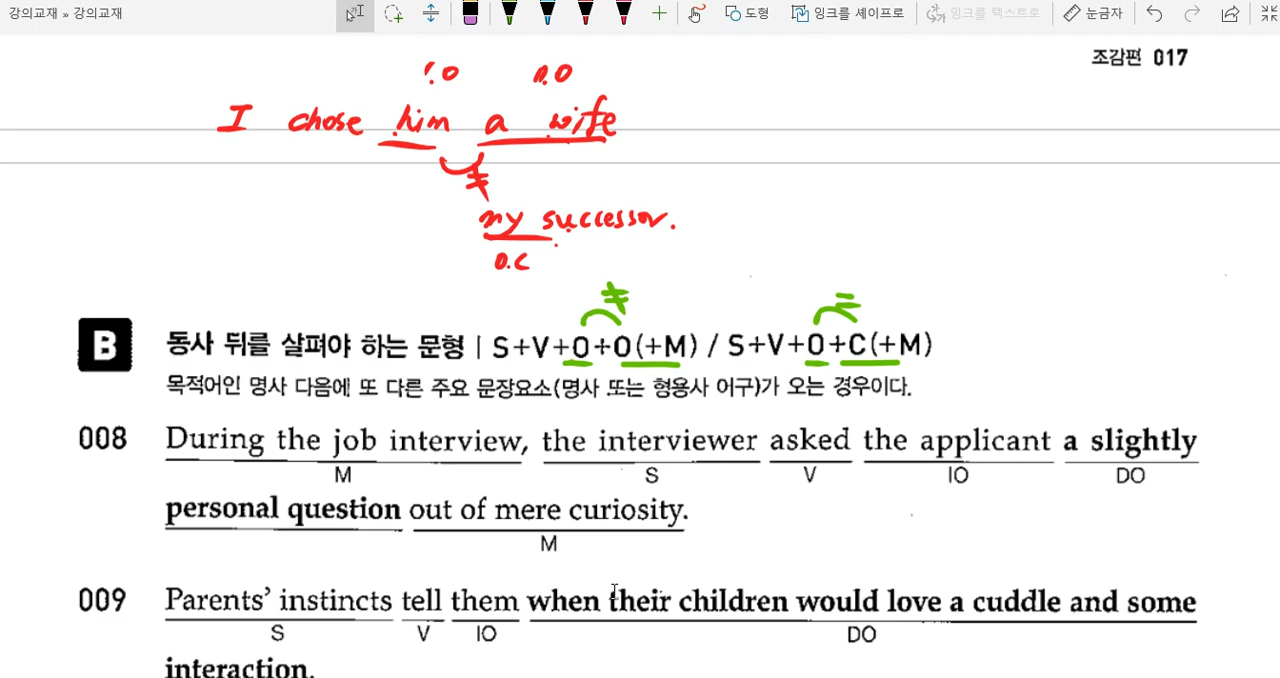 강의교재 » 강의교재
도형 잉크를 셰이프로 잉크를 텍스트로 눈금자
조감편 017
I.O D.O
I chose him a wife
≠
my successor.
O.C
≠ =
B 동사 뒤를 살펴야 하는 문형 | S+V+O+O(+M) / S+V+O+C(+M)
목적어인 명사 다음에 또 다른 주요 문장요소(명사 또는 형용사 어구)가 오는 경우이다.
008 During the job interview, the interviewer asked the applicant a slightly
M S V IO DO
personal question out of mere curiosity.
M
009 Parents' instincts tell them when their children would love a cuddle and some
S V IO DO
interaction.